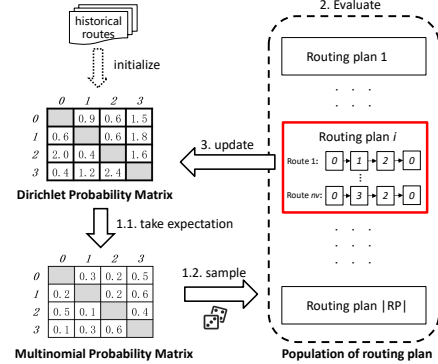 2. Evaluate
historical
routes
initialize
0 1 2 3
0 0.9 0.6 1.5
1 0.6 0.6 1.8
2 2.0 0.4 1.6
3 0.4 1.2 2.4
Dirichlet Probability Matrix
1.1. take expectation
0 1 2 3
0 0.3 0.2 0.5
1 0.2 0.2 0.6
2 0.5 0.1 0.4
3 0.1 0.3 0.6
Multinomial Probability Matrix
3. update
1.2. sample
Routing plan 1
. . .
Routing plan i
Route 1: 0 1 2 0
⋮
Route nv: 0 3 2 0
. . .
Routing plan |RP|
Population of routing plan